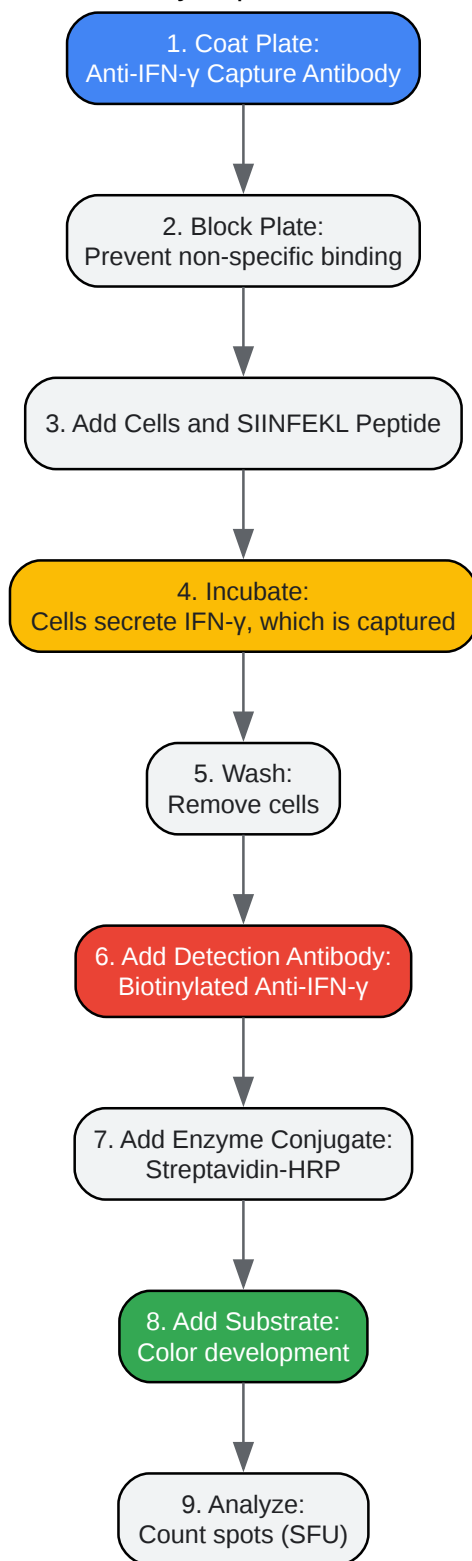 1. Coat Plate:
Anti-IFN-γ Capture Antibody
2. Block Plate:
Prevent non-specific binding
3. Add Cells and SIINFEKL Peptide
4. Incubate:
Cells secrete IFN-γ, which is captured
5. Wash:
Remove cells
6. Add Detection Antibody:
Biotinylated Anti-IFN-γ
7. Add Enzyme Conjugate:
Streptavidin-HRP
8. Add Substrate:
Color development
9. Analyze:
Count spots (SFU)